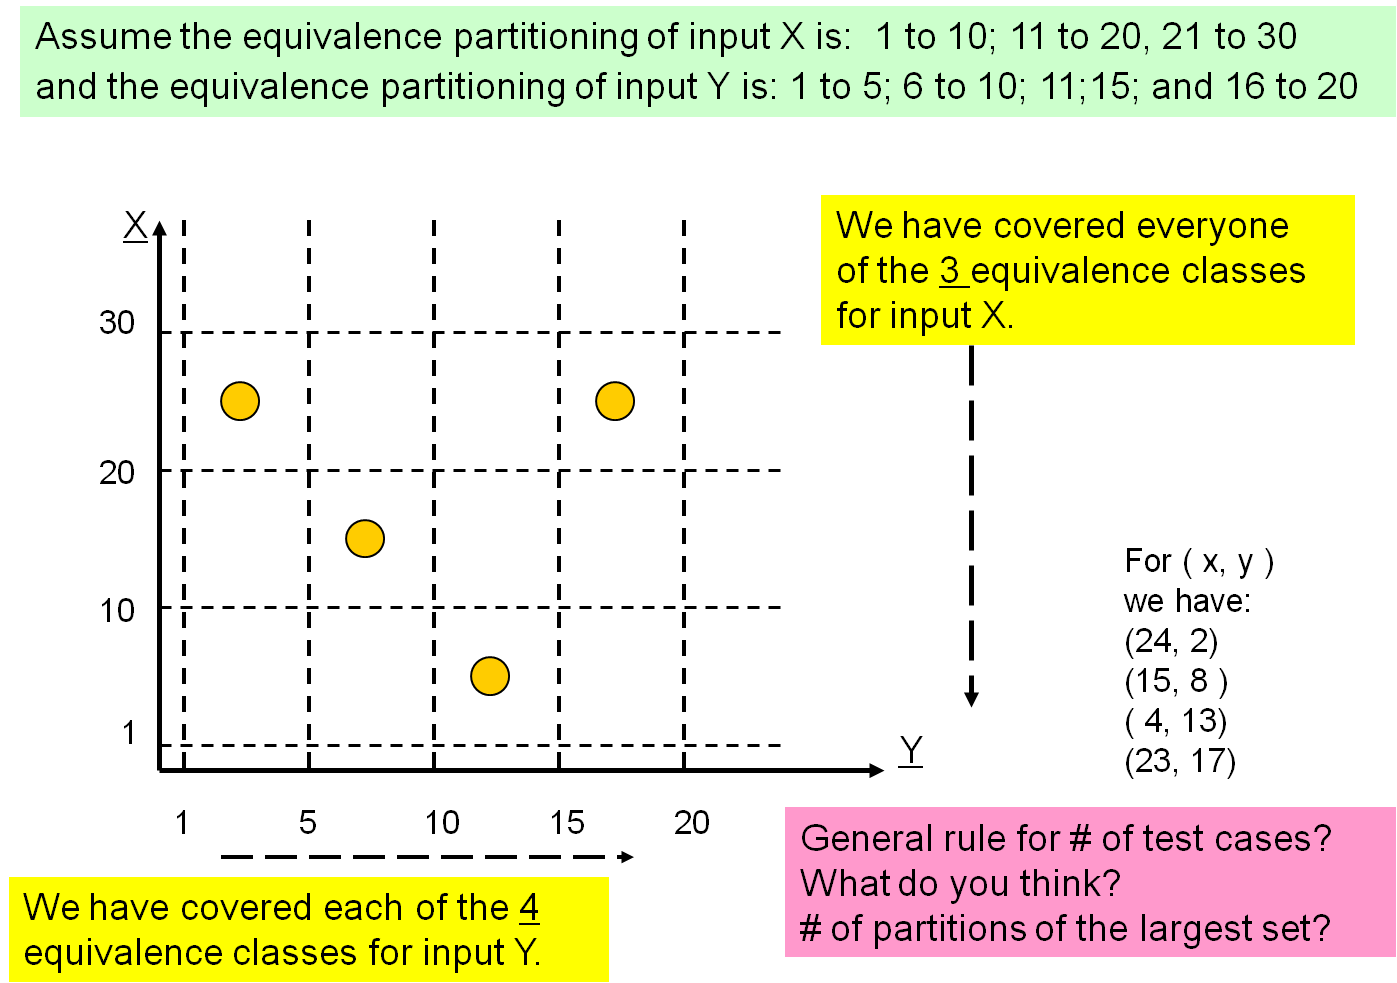 Assume the equivalence partitioning of input X is: 1 to 10; 11 to 20, 21 to 30
and the equivalence partitioning of input Y is: 1 to 5; 6 to 10; 11;15; and 16 to 20
We have covered everyone
of the 3 equivalence classes
for input X.
X
30
20
10
1
Y
1 5 10 15 20
For ( x, y )
we have:
(24, 2)
(15, 8 )
( 4, 13)
(23, 17)
We have covered each of the 4
equivalence classes for input Y.
General rule for # of test cases?
What do you think?
# of partitions of the largest set?